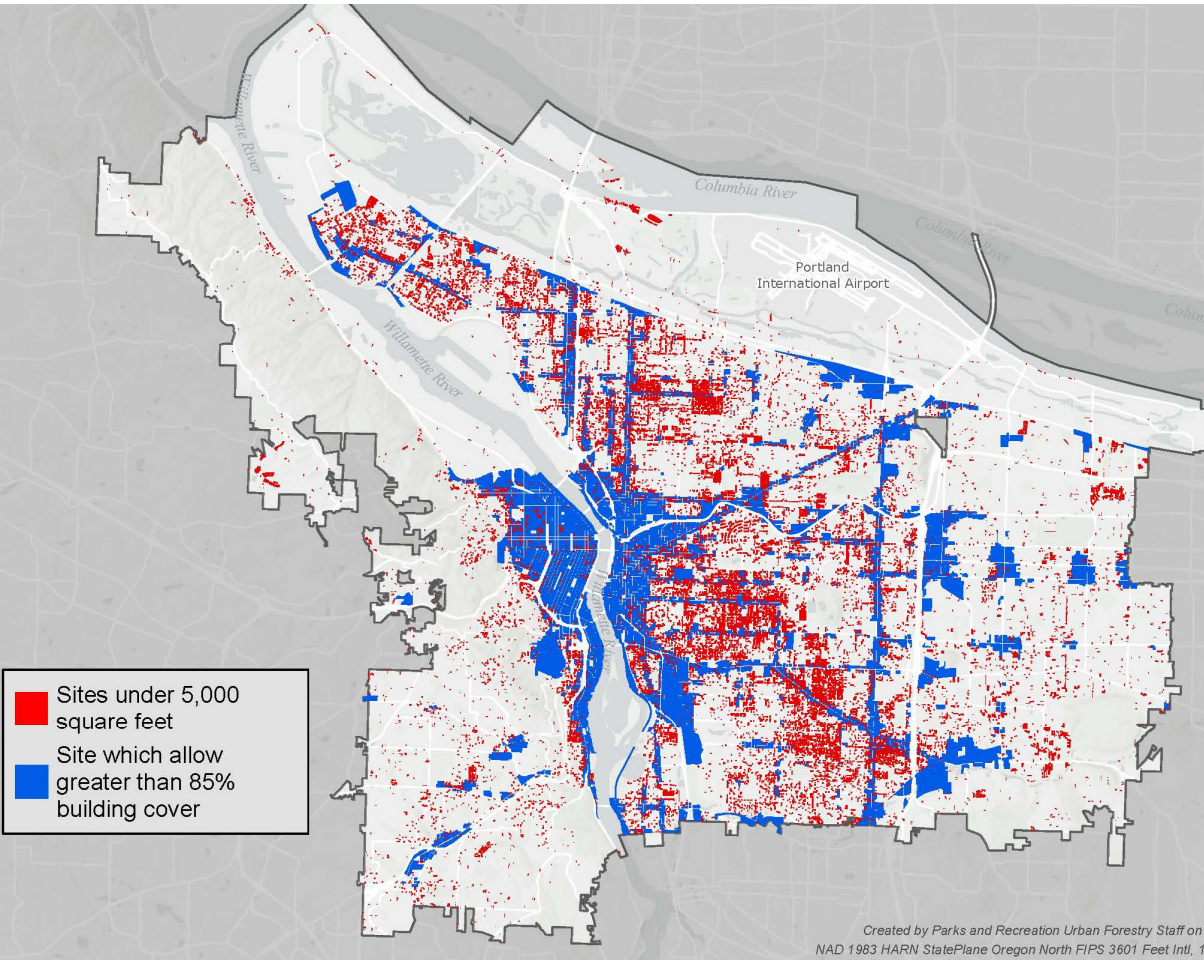 Willamette River
Columbia River
Columbia River
Portland
International Airport
Willamette River
Willamette River
Sites under 5,000
square feet
Site which allow
greater than 85%
building cover
Created by Parks and Recreation Urban Forestry Staff on
NAD 1983 HARN StatePlane Oregon North FIPS 3601 Feet Intl, 1